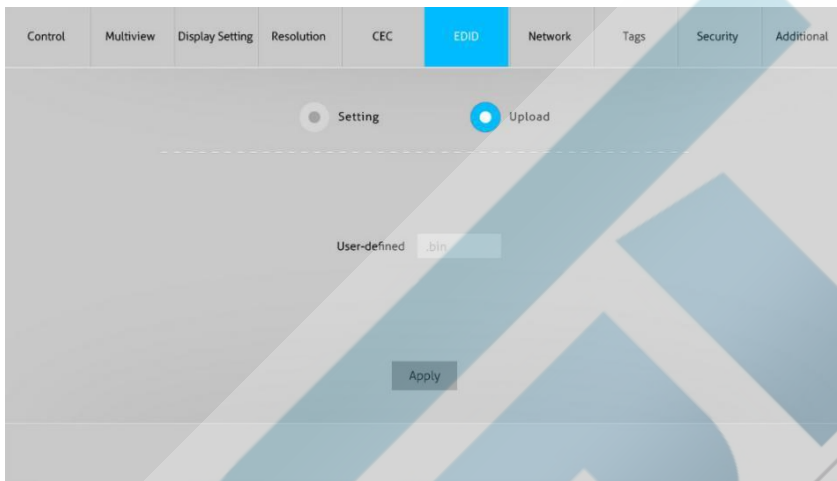 Control Multiview Display Setting Resolution CEC EDID Network Tags Security Additional
Setting Upload
User-defined .bin
Apply